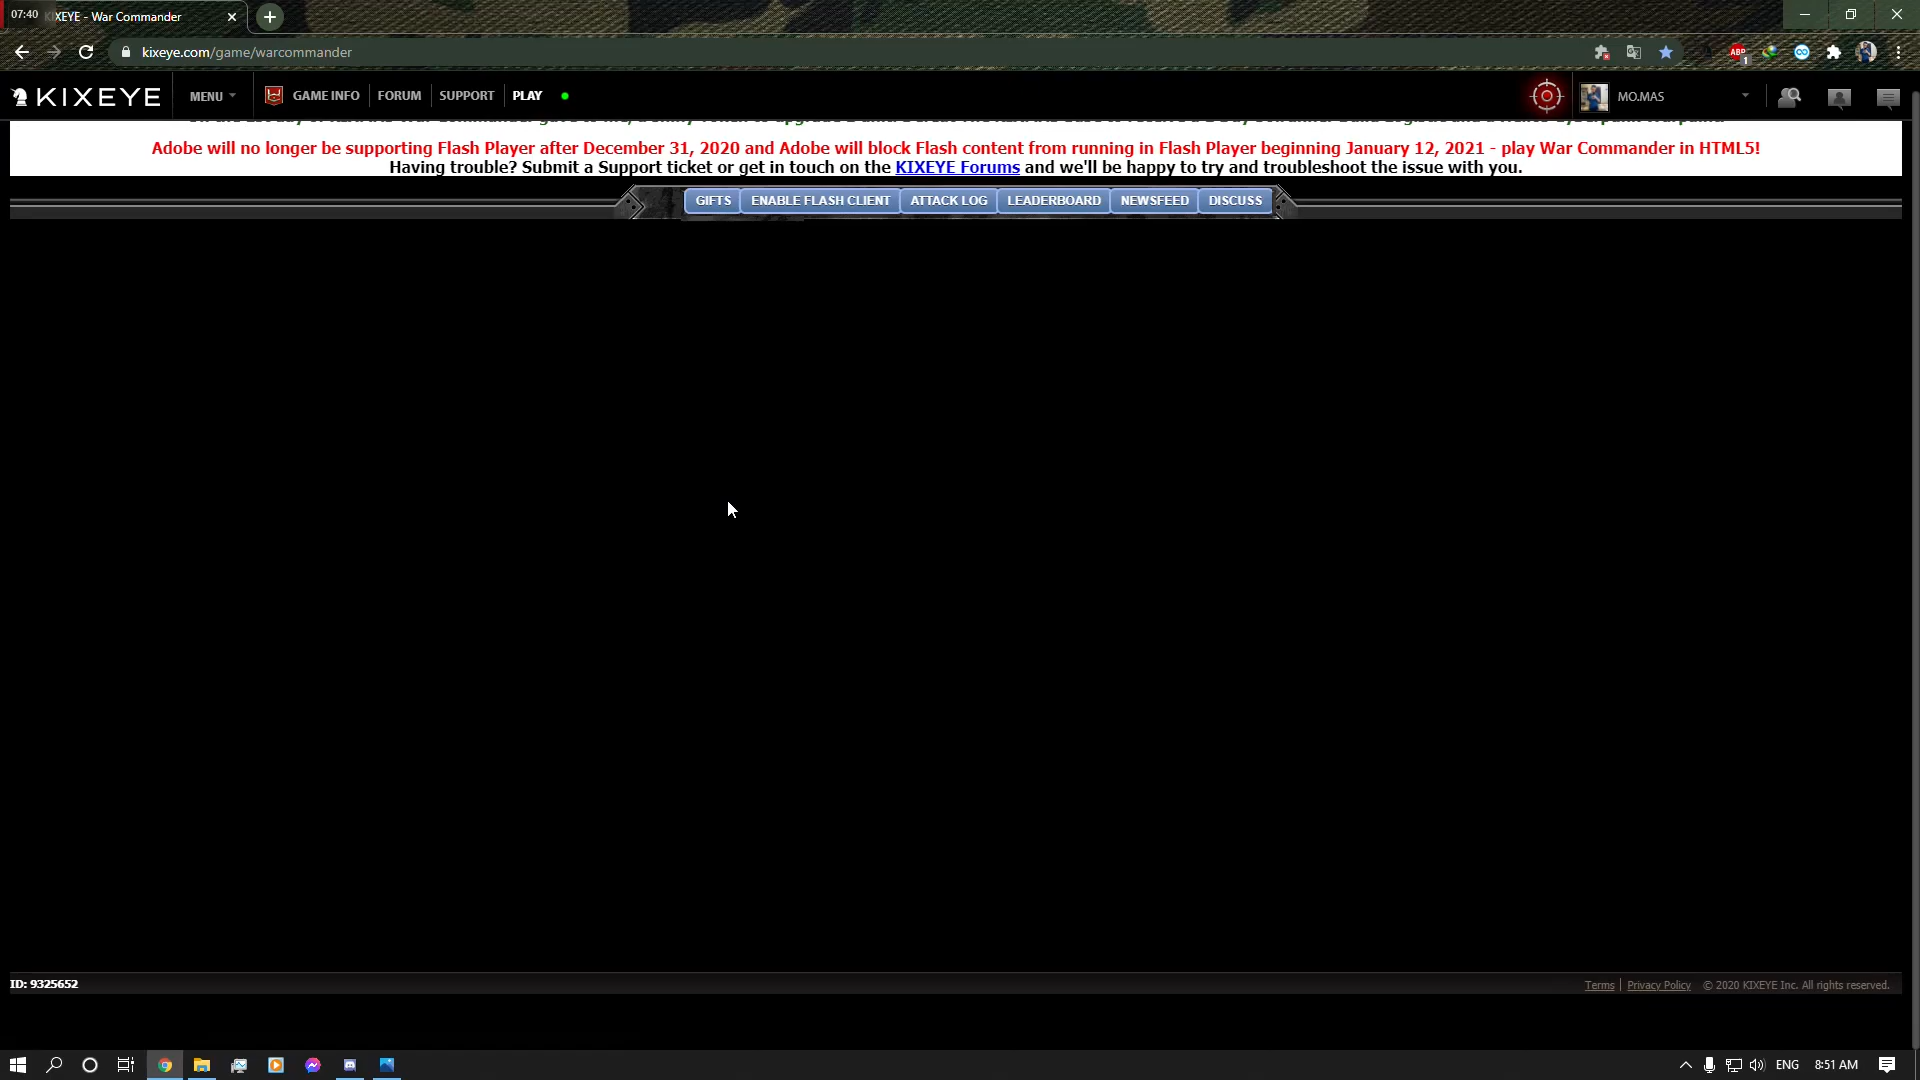 07:40
KIXEYE - War Commander
kixeye.com/game/warcommander
ABP
1
KIXEYE
MENU
GAME INFO
FORUM
SUPPORT
PLAY
MO.MAS
Adobe will no longer be supporting Flash Player after December 31, 2020 and Adobe will block Flash content from running in Flash Player beginning January 12, 2021 - play War Commander in HTML5!
Having trouble? Submit a Support ticket or get in touch on the KIXEYE Forums and we'll be happy to try and troubleshoot the issue with you.
GIFTS
ENABLE FLASH CLIENT
ATTACK LOG
LEADERBOARD
NEWSFEED
DISCUSS
ID: 9325652
Terms
Privacy Policy
© 2020 KIXEYE Inc. All rights reserved.
ENG
8:51 AM